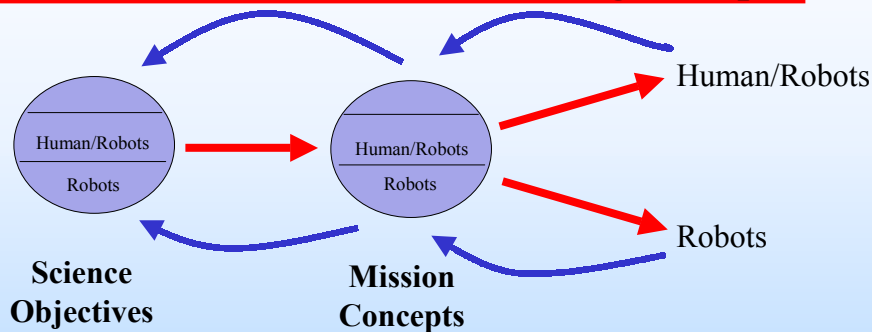 Human/Robots
Robots
Science
Objectives
Human/Robots
Robots
Mission
Concepts
Human/Robots
Robots